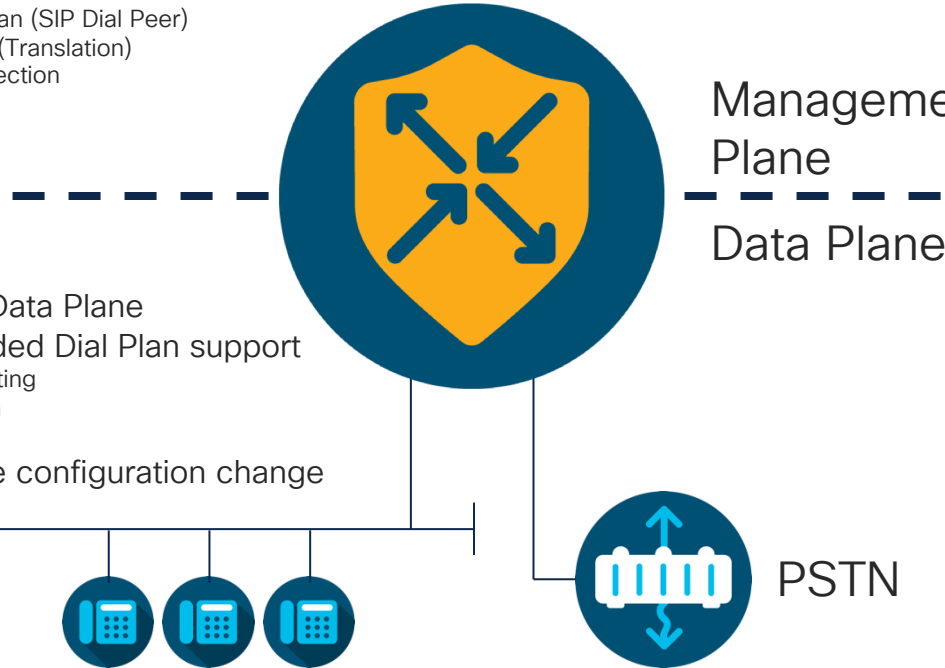 an (SIP Dial Peer)
(Translation)
ection
Manageme
Plane
Data Plane
Data Plane
ded Dial Plan support
ting
e configuration change
PSTN